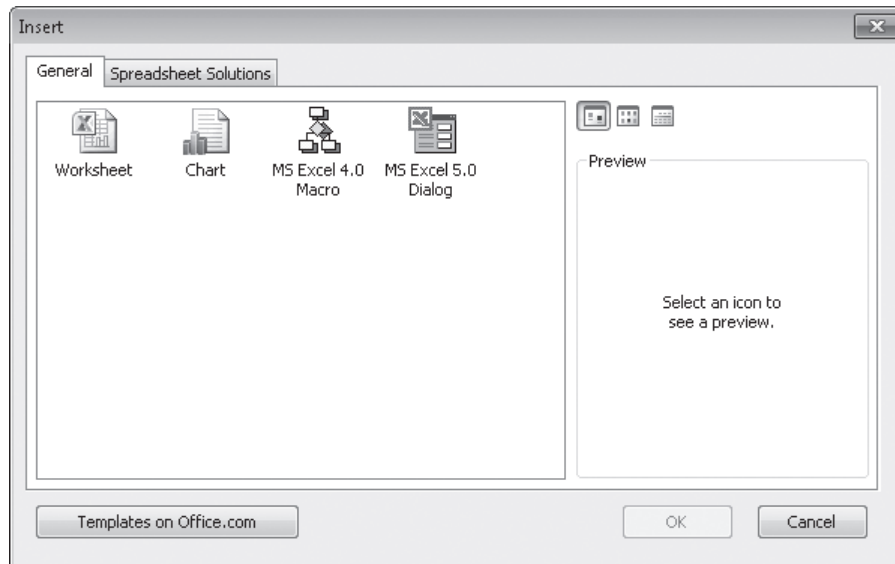 Insert
General
Spreadsheet Solutions
Worksheet
Chart
MS Excel 4.0
Macro
MS Excel 5.0
Dialog
Preview
Select an icon to
see a preview.
Templates on Office.com
OK
Cancel